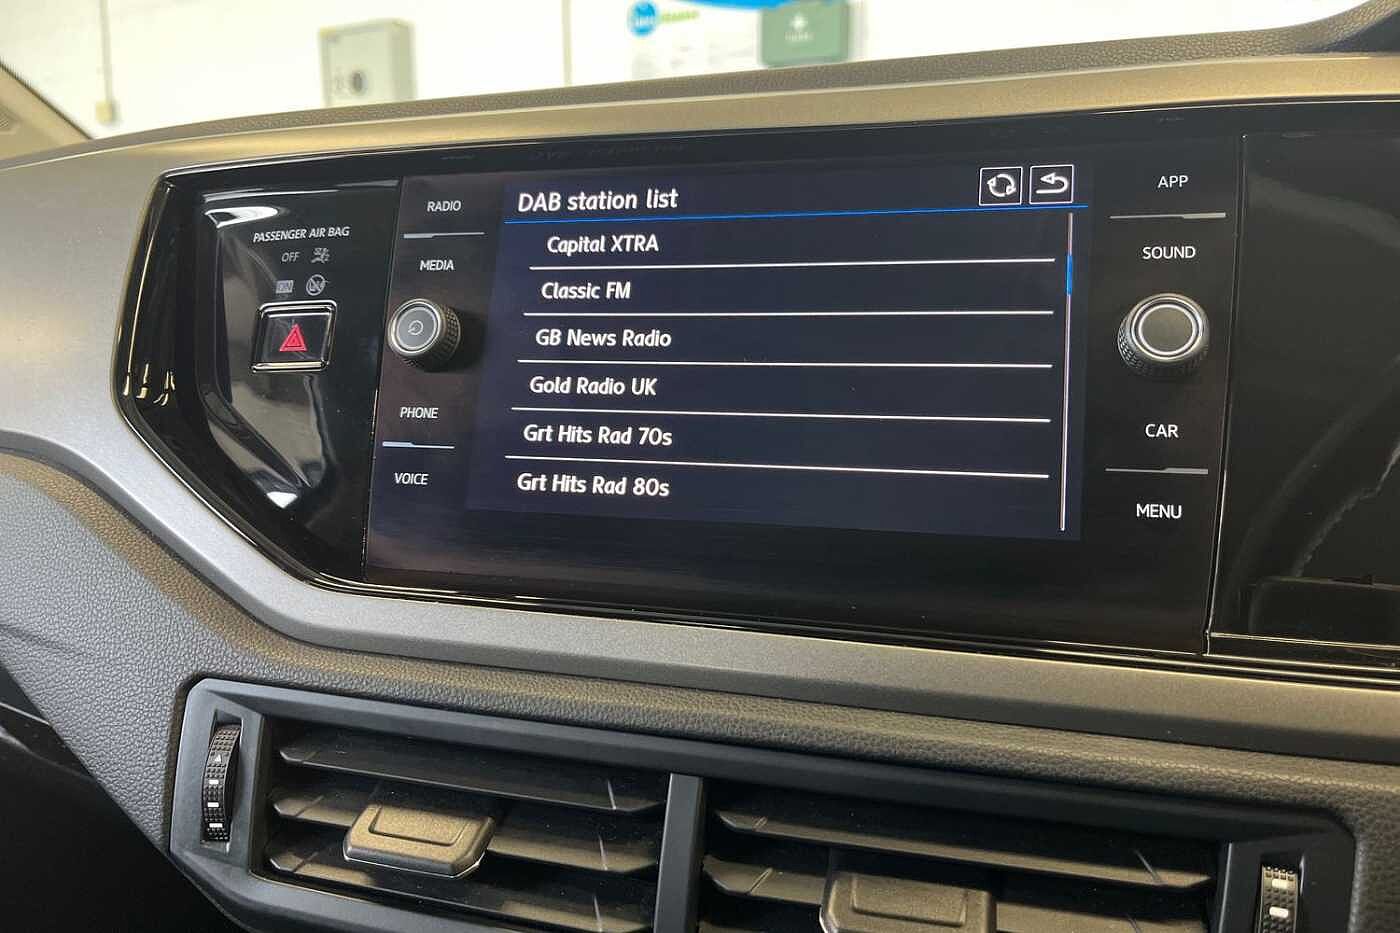 PASSENGER AIR BAG
OFF
ON
RADIO
MEDIA
PHONE
VOICE
DAB station list
Capital XTRA
Classic FM
GB News Radio
Gold Radio UK
Grt Hits Rad 70s
Grt Hits Rad 80s
APP
SOUND
CAR
MENU